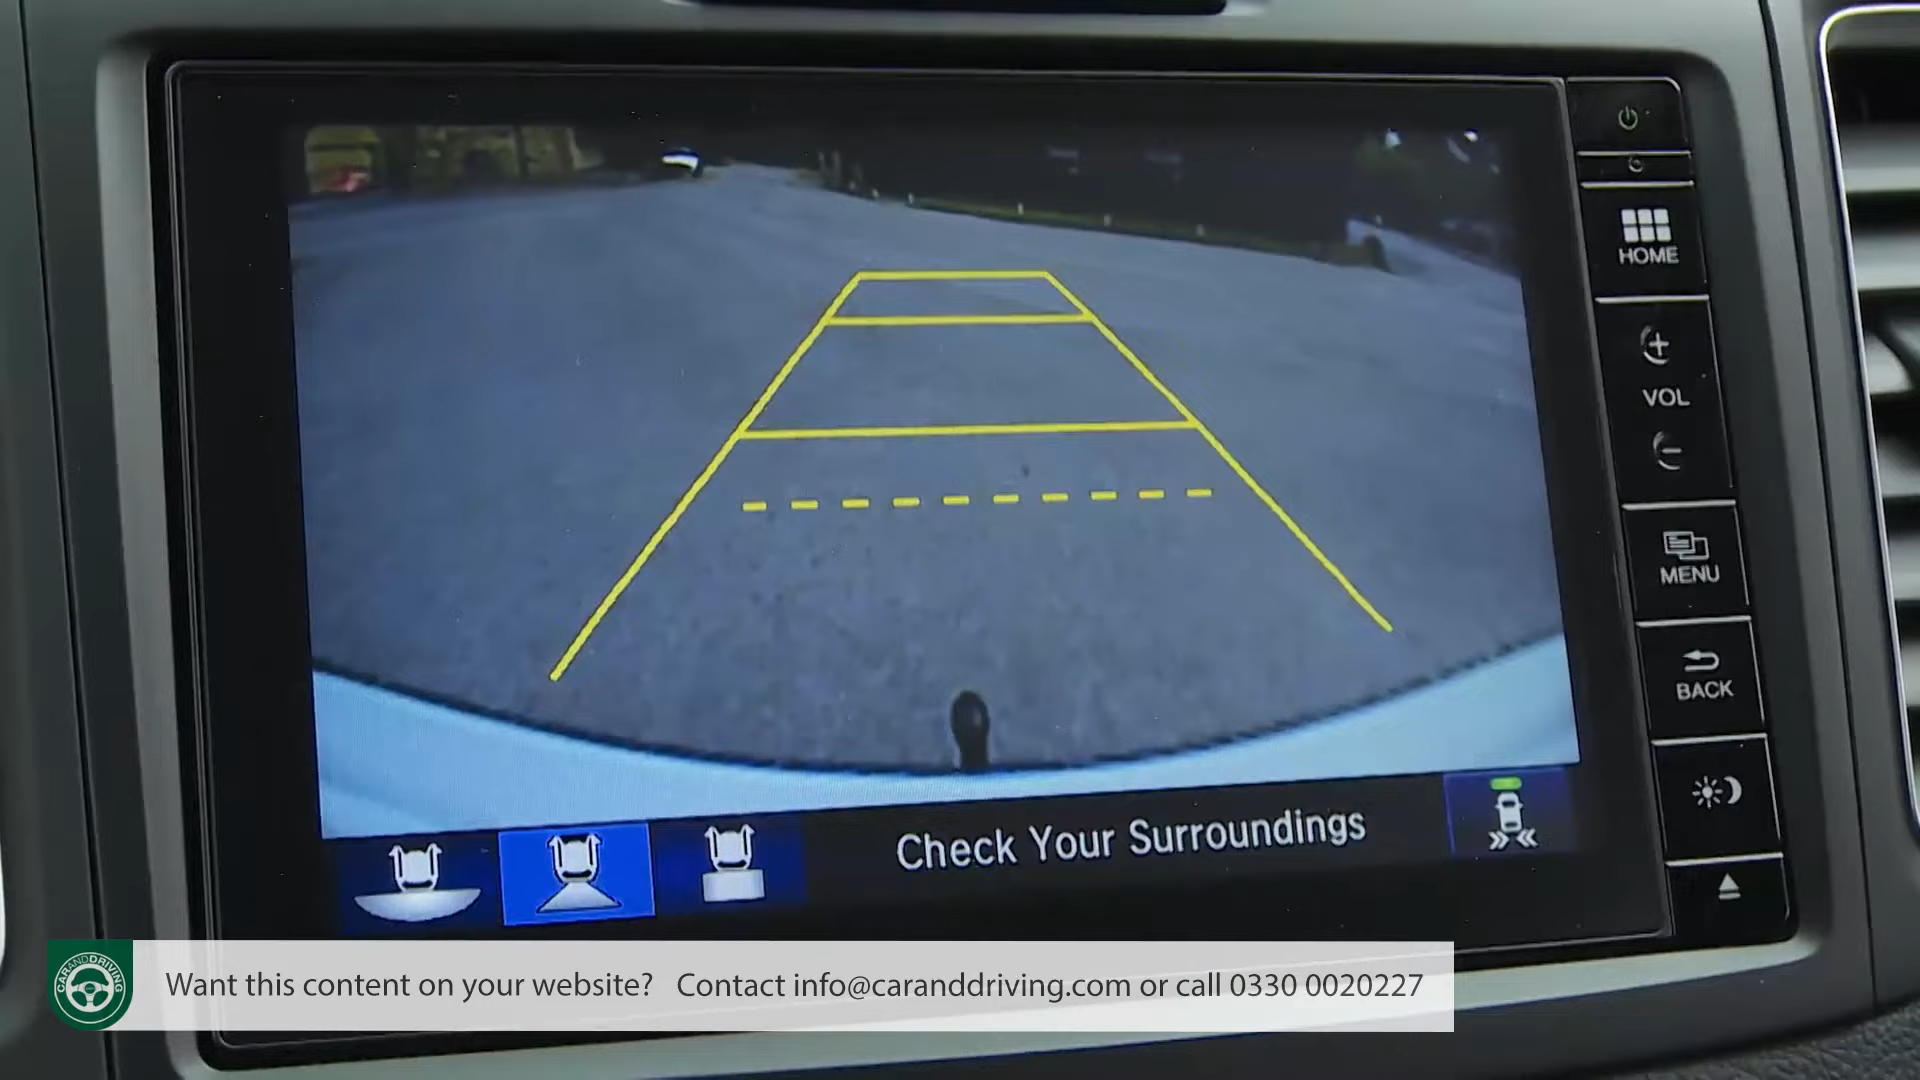 HOME
VOL
MENU
BACK
Check Your Surroundings
CARANDDRIVING
Want this content on your website? Contact info@caranddriving.com or call 0330 0020227